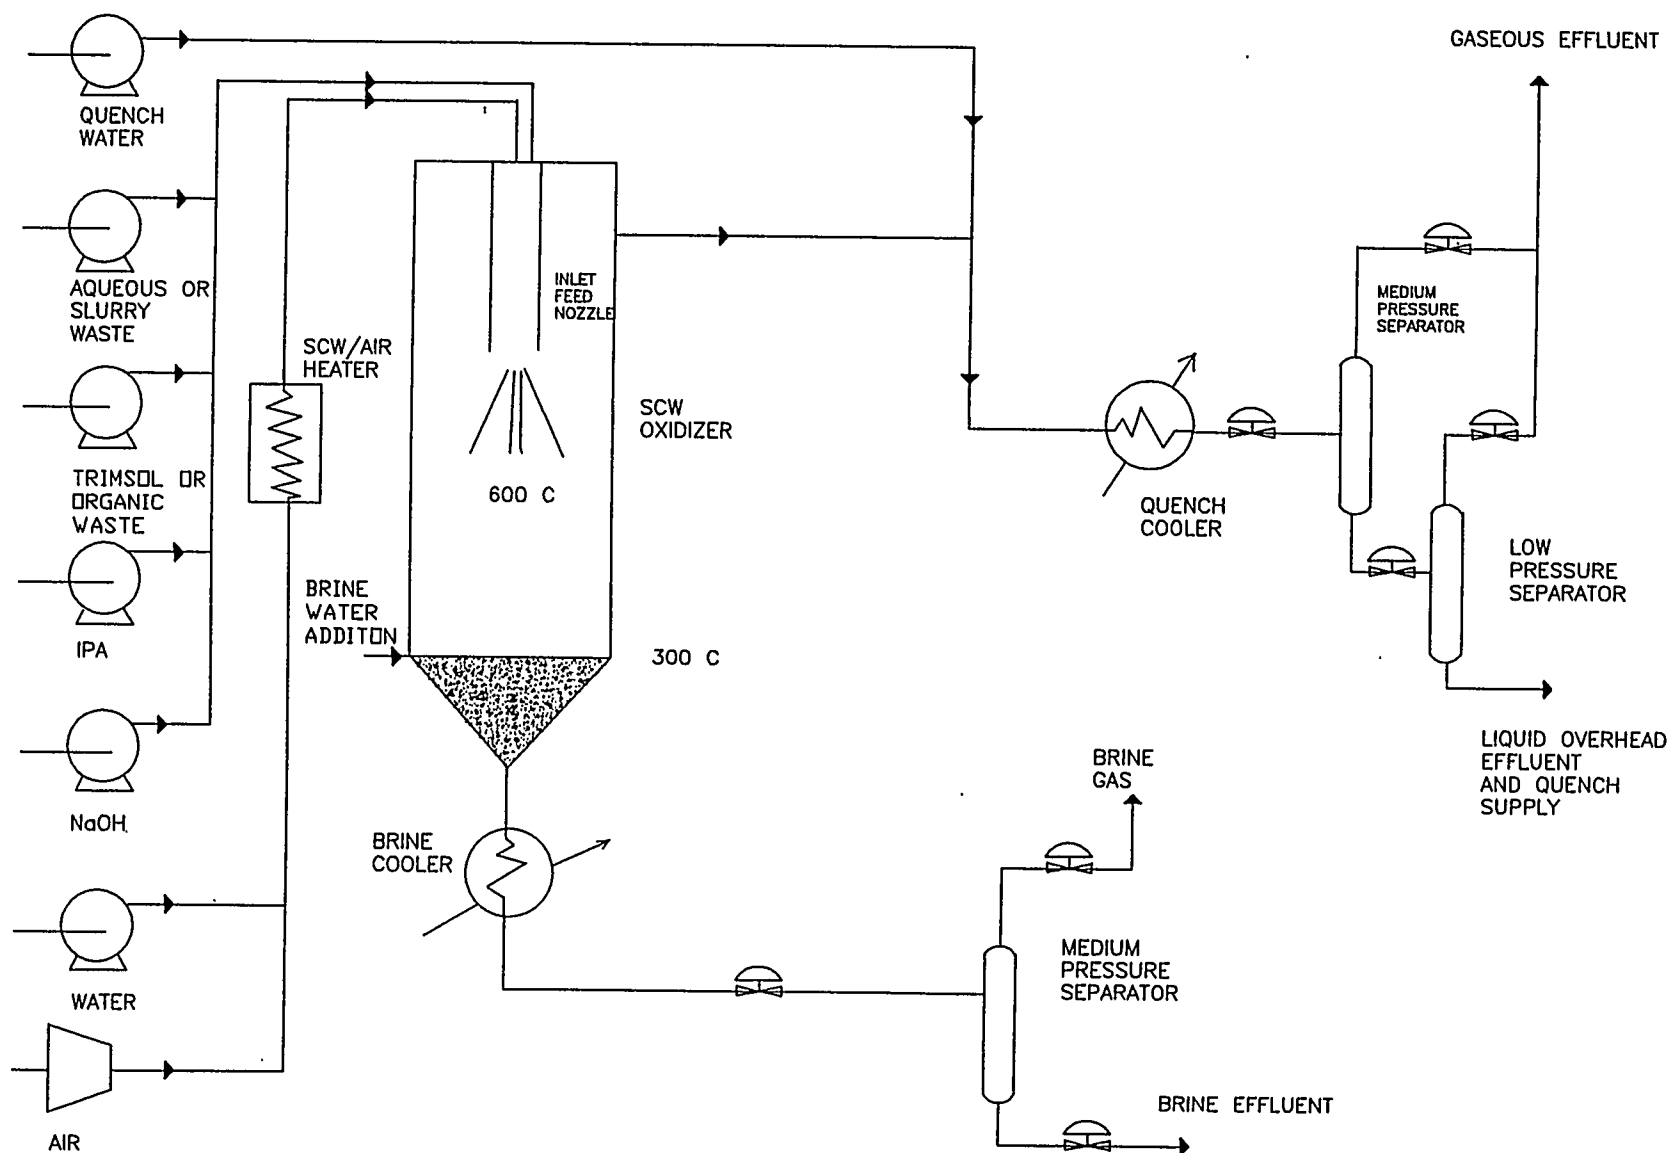 GASEOUS EFFLUENT
QUENCH
WATER
AQUEOUS OR
SLURRY
WASTE
INLET
FEED
NOZZLE
MEDIUM
PRESSURE
SEPARATOR
SCW/AIR
HEATER
SCW
OXIDIZER
TRIMSOL OR
ORGANIC
WASTE
600 C
QUENCH
COOLER
LOW
PRESSURE
SEPARATOR
BRINE
WATER
ADDITON
IPA
300 C
LIQUID OVERHEAD
EFFLUENT
AND QUENCH
SUPPLY
BRINE
GAS
NaOH
BRINE
COOLER
MEDIUM
PRESSURE
SEPARATOR
WATER
BRINE EFFLUENT
AIR